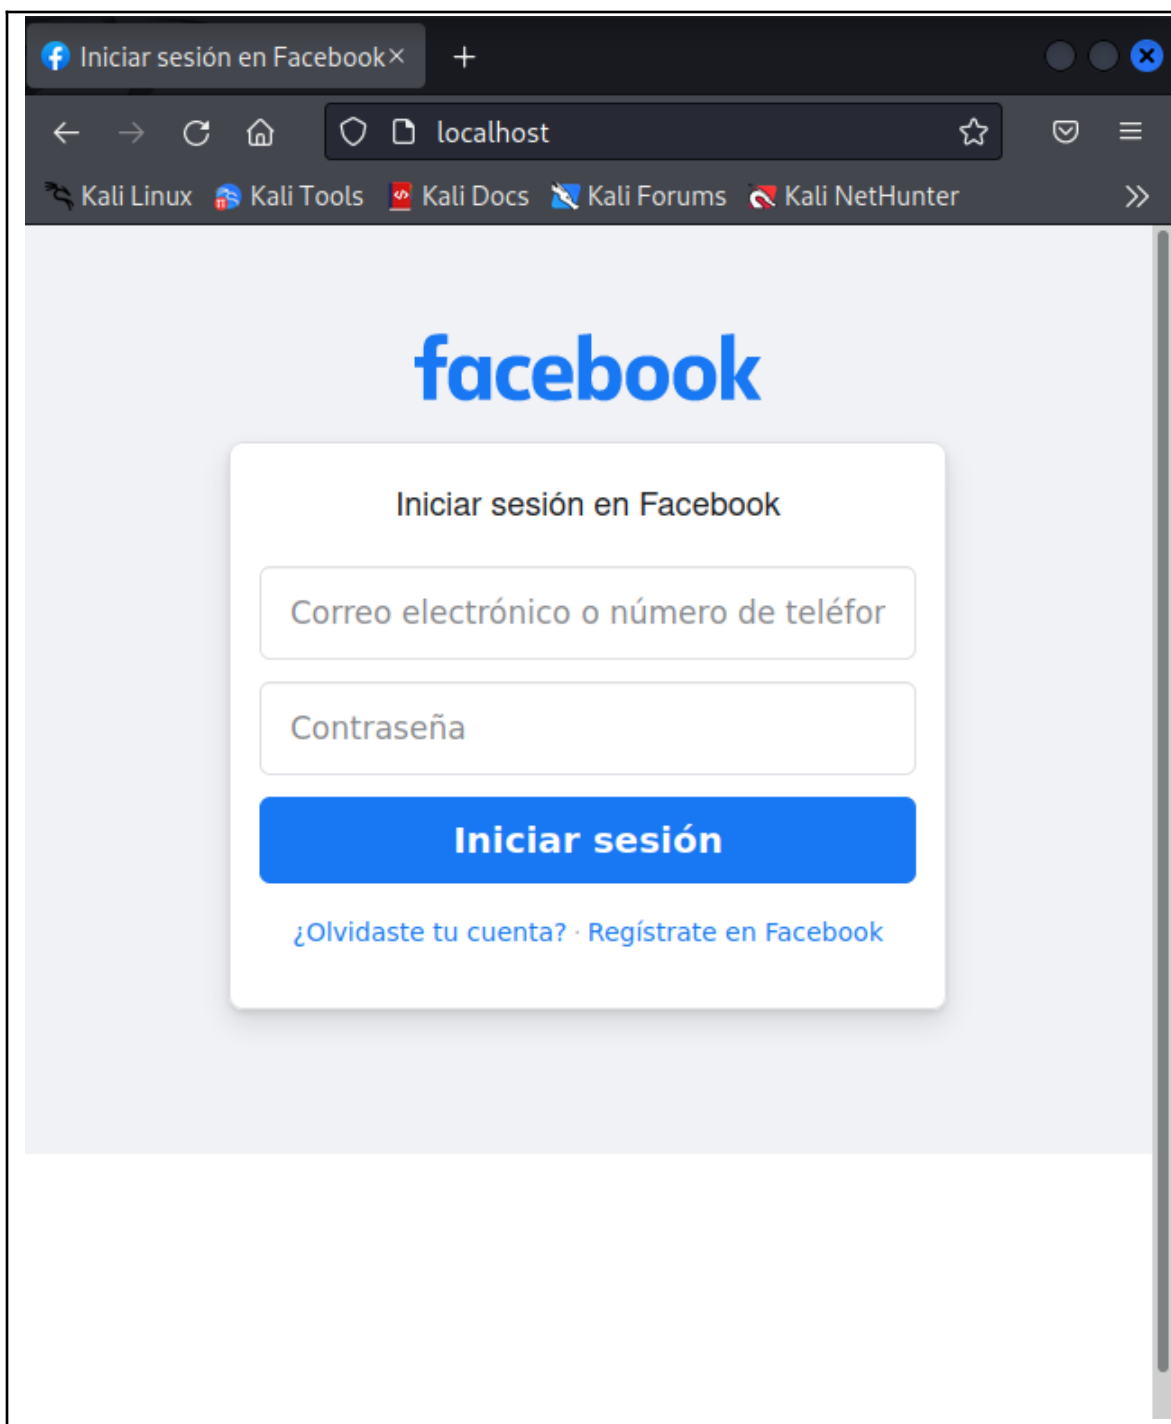 Iniciar sesión en Facebook
localhost
Kali Linux Kali Tools Kali Docs Kali Forums Kali NetHunter
facebook
Iniciar sesión en Facebook
Correo electrónico o número de teléfor
Contraseña
Iniciar sesión
¿Olvidaste tu cuenta? · Regístrate en Facebook